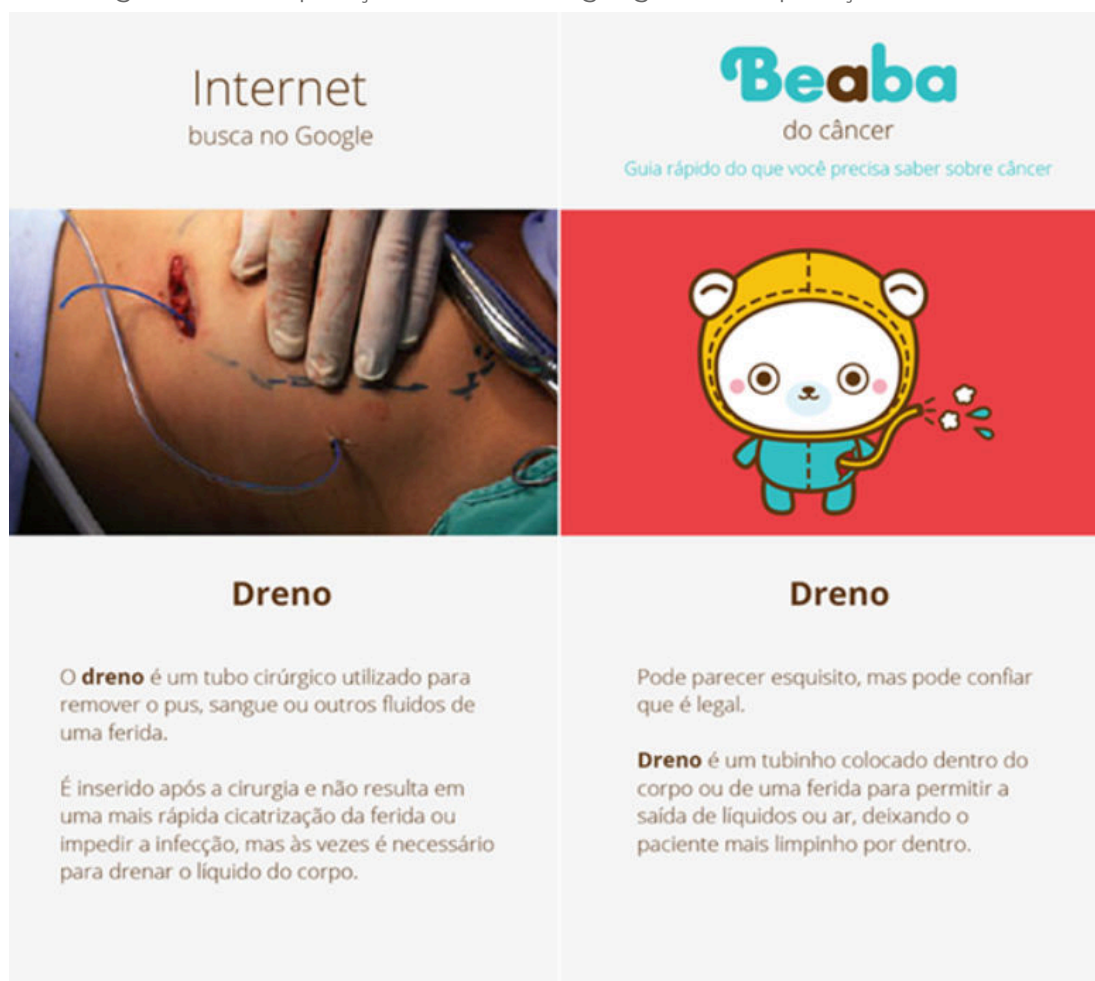 Internet
busca no Google
Beaba
do câncer
Guia rápido do que você precisa saber sobre câncer
Dreno
O dreno é um tubo cirúrgico utilizado para
remover o pus, sangue ou outros fluidos de
uma ferida.
É inserido após a cirurgia e não resulta em
uma mais rápida cicatrização da ferida ou
impedir a infecção, mas às vezes é necessário
para drenar o líquido do corpo.
Dreno
Pode parecer esquisito, mas pode confiar
que é legal.
Dreno é um tubinho colocado dentro do
corpo ou de uma ferida para permitir a
saída de líquidos ou ar, deixando o
paciente mais limpinho por dentro.